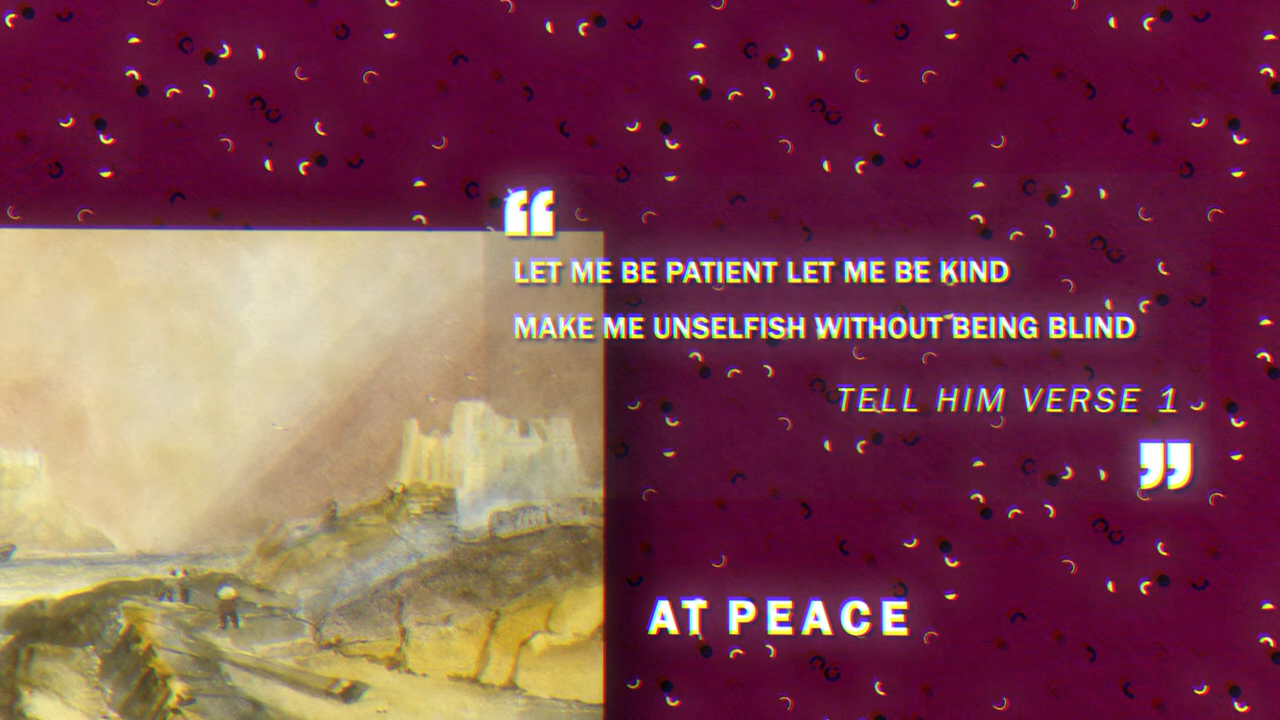 “
LET ME BE PATIENT LET ME BE KIND
MAKE ME UNSELFISH WITHOUT BEING BLIND
TELL HIM VERSE 1
”
AT PEACE